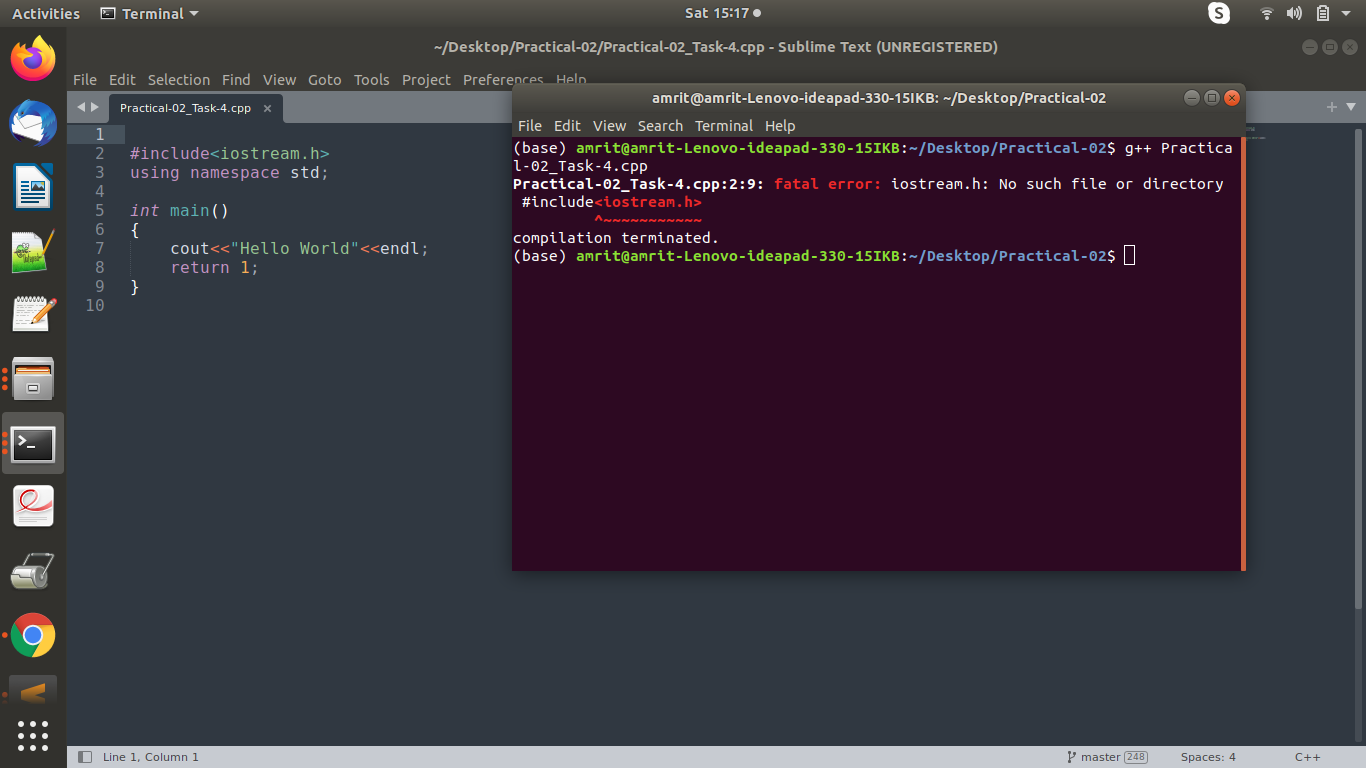 Activities Terminal Sat 15:17
~/Desktop/Practical-02/Practical-02_Task-4.cpp - Sublime Text (UNREGISTERED)
File Edit Selection Find View Goto Tools Project Preferences Help
Practical-02_Task-4.cpp ×
1
2 #include<iostream.h>
3 using namespace std;
4
5 int main()
6 {
7 cout<<"Hello World"<<endl;
8 return 1;
9 }
10
amrit@amrit-Lenovo-ideapad-330-15IKB: ~/Desktop/Practical-02
File Edit View Search Terminal Help
(base) amrit@amrit-Lenovo-ideapad-330-15IKB:~/Desktop/Practical-02$ g++ Practica
l-02_Task-4.cpp
Practical-02_Task-4.cpp:2:9: fatal error: iostream.h: No such file or directory
#include<iostream.h>
^~~~~~~~~~~~
compilation terminated.
(base) amrit@amrit-Lenovo-ideapad-330-15IKB:~/Desktop/Practical-02$
Line 1, Column 1 master 248 Spaces: 4 C++